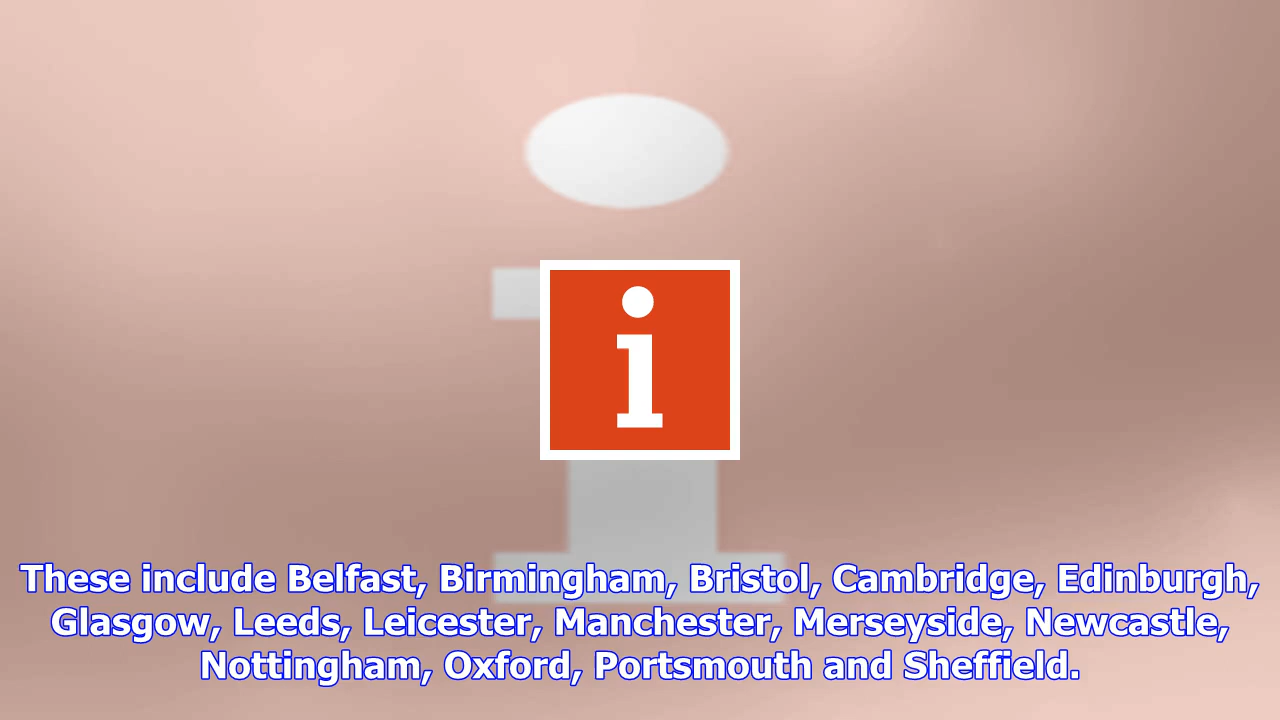 i
These include Belfast, Birmingham, Bristol, Cambridge, Edinburgh,
Glasgow, Leeds, Leicester, Manchester, Merseyside, Newcastle,
Nottingham, Oxford, Portsmouth and Sheffield.